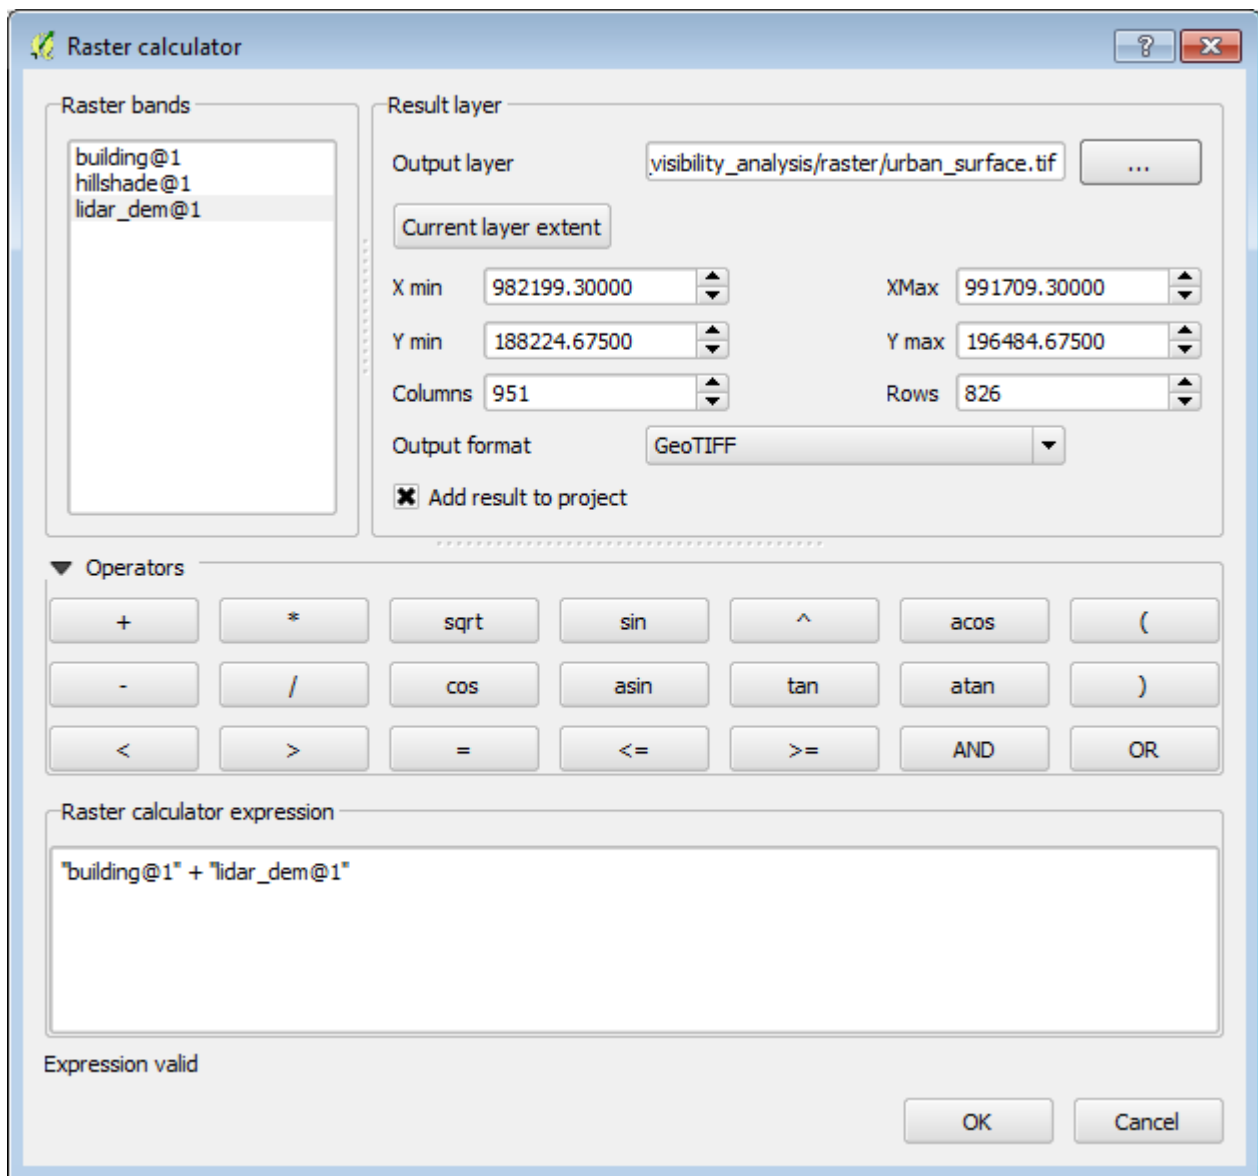 Raster calculator
?
Raster bands
building@1
hillshade@1
lidar_dem@1
Result layer
Output layer visibility_analysis/raster/urban_surface.tif ...
Current layer extent
X min 982199.30000 XMax 991709.30000
Y min 188224.67500 Y max 196484.67500
Columns 951 Rows 826
Output format GeoTIFF
Add result to project
Operators
+ * sqrt sin ^ acos (
- / cos asin tan atan )
< > = <= >= AND OR
Raster calculator expression
"building@1" + "lidar_dem@1"
Expression valid
OK Cancel